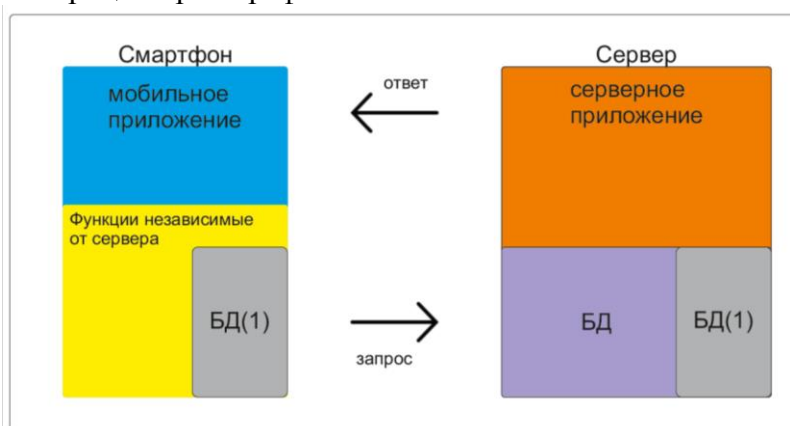 Смартфон
мобильное
приложение
Функции независимые
от сервера
БД(1)
ответ
запрос
Сервер
серверное
приложение
БД
БД(1)